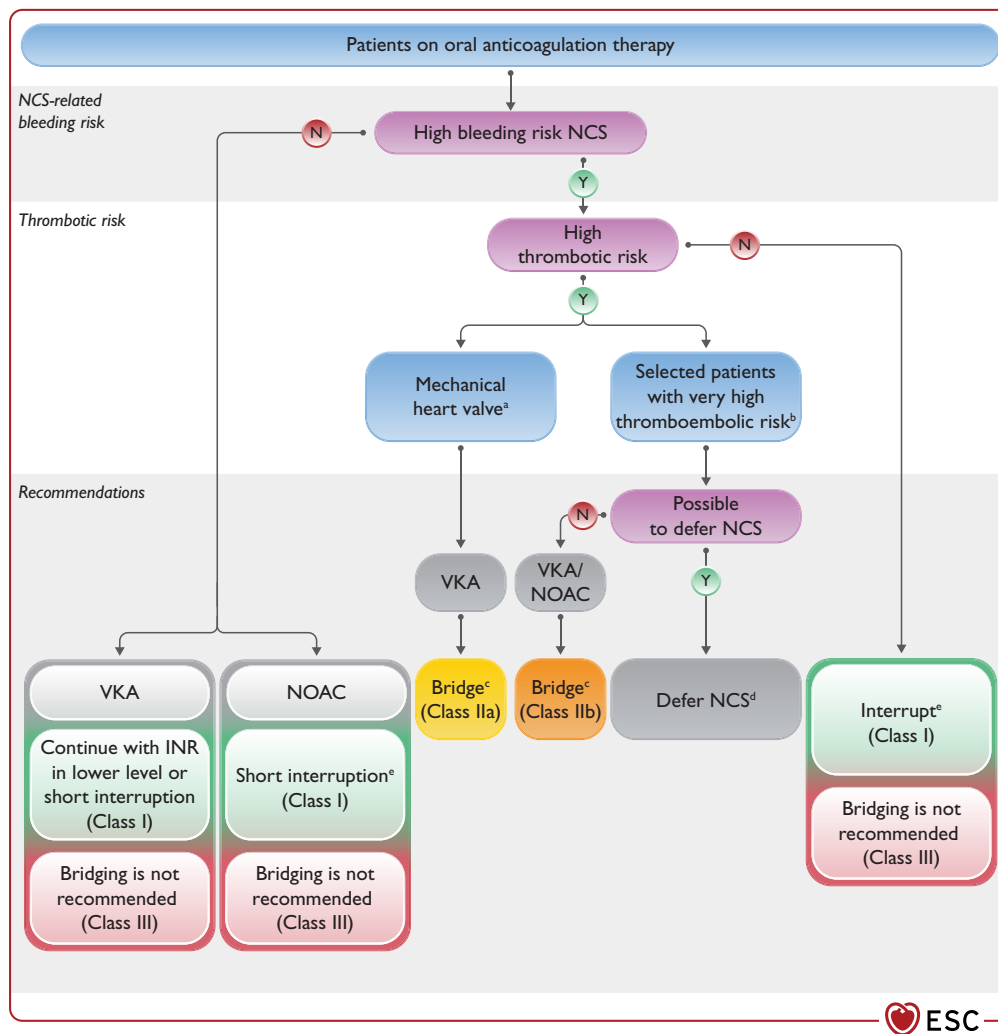 Patients on oral anticoagulation therapy
NCS-related
bleeding risk
N
High bleeding risk NCS
Y
Thrombotic risk
High
thrombotic risk
N
Y
Mechanical
heart valveᵃ
Selected patients
with very high
thromboembolic riskᵇ
Recommendations
Possible
to defer NCS
N
VKA
VKA/
NOAC
Y
VKA
Continue with INR
in lower level or
short interruption
(Class I)
Bridging is not
recommended
(Class III)
NOAC
Short interruptionᵉ
(Class I)
Bridging is not
recommended
(Class III)
Bridgeᶜ
(Class IIa)
Bridgeᶜ
(Class IIb)
Defer NCSᵈ
Interruptᵉ
(Class I)
Bridging is not
recommended
(Class III)
ESC